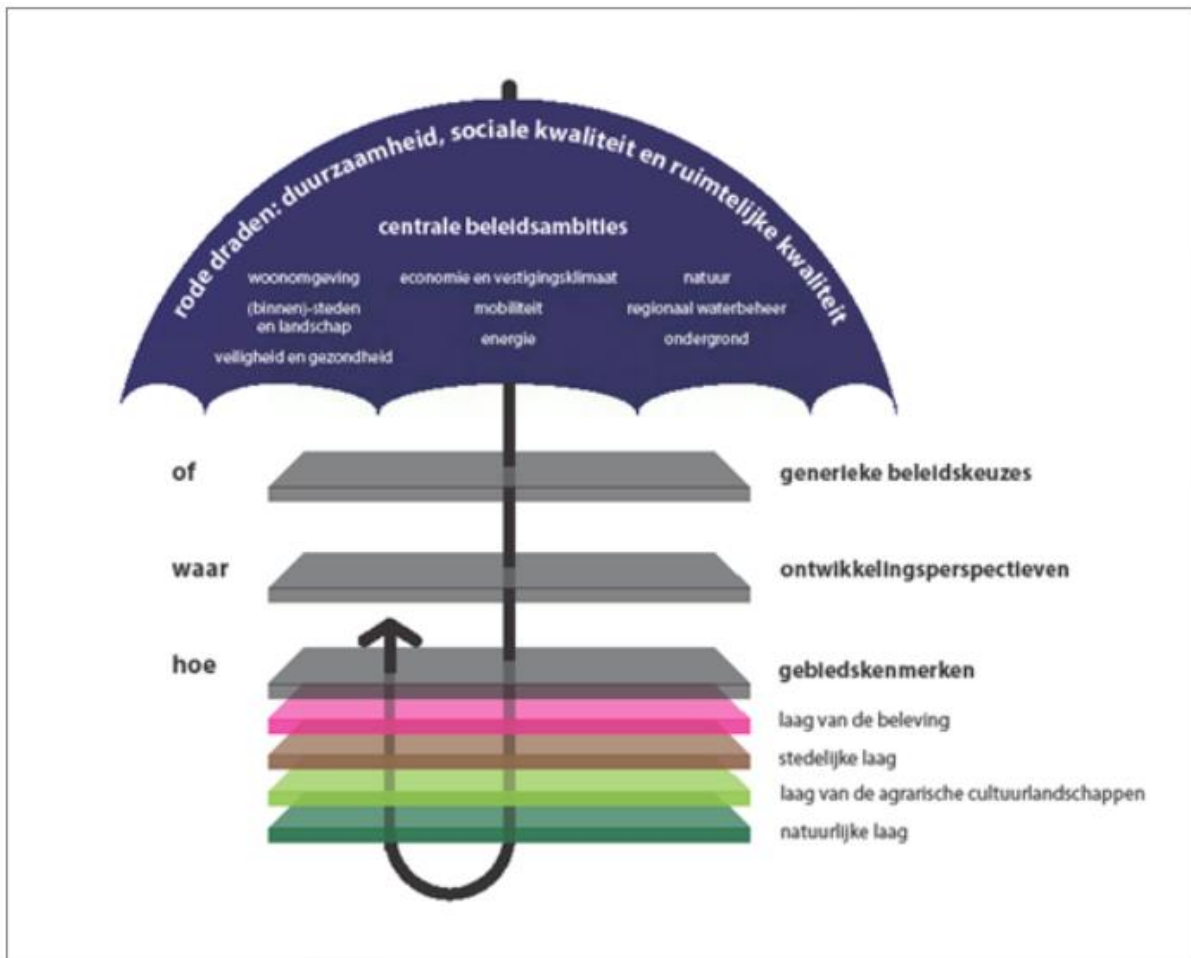 rode draden: duurzaamheid, sociale kwaliteit en ruimtelijke kwaliteit
centrale beleidsambities
woonomgeving
(binnen)-steden
en landschap
veiligheid en gezondheid
economie en vestigingsklimaat
mobiliteit
energie
natuur
regionaal waterbeheer
ondergrond
of
generieke beleidskeuzes
waar
ontwikkelingsperspectieven
hoe
gebiedskenmerken
laag van de beleving
stedelijke laag
laag van de agrarische cultuurlandschappen
natuurlijke laag